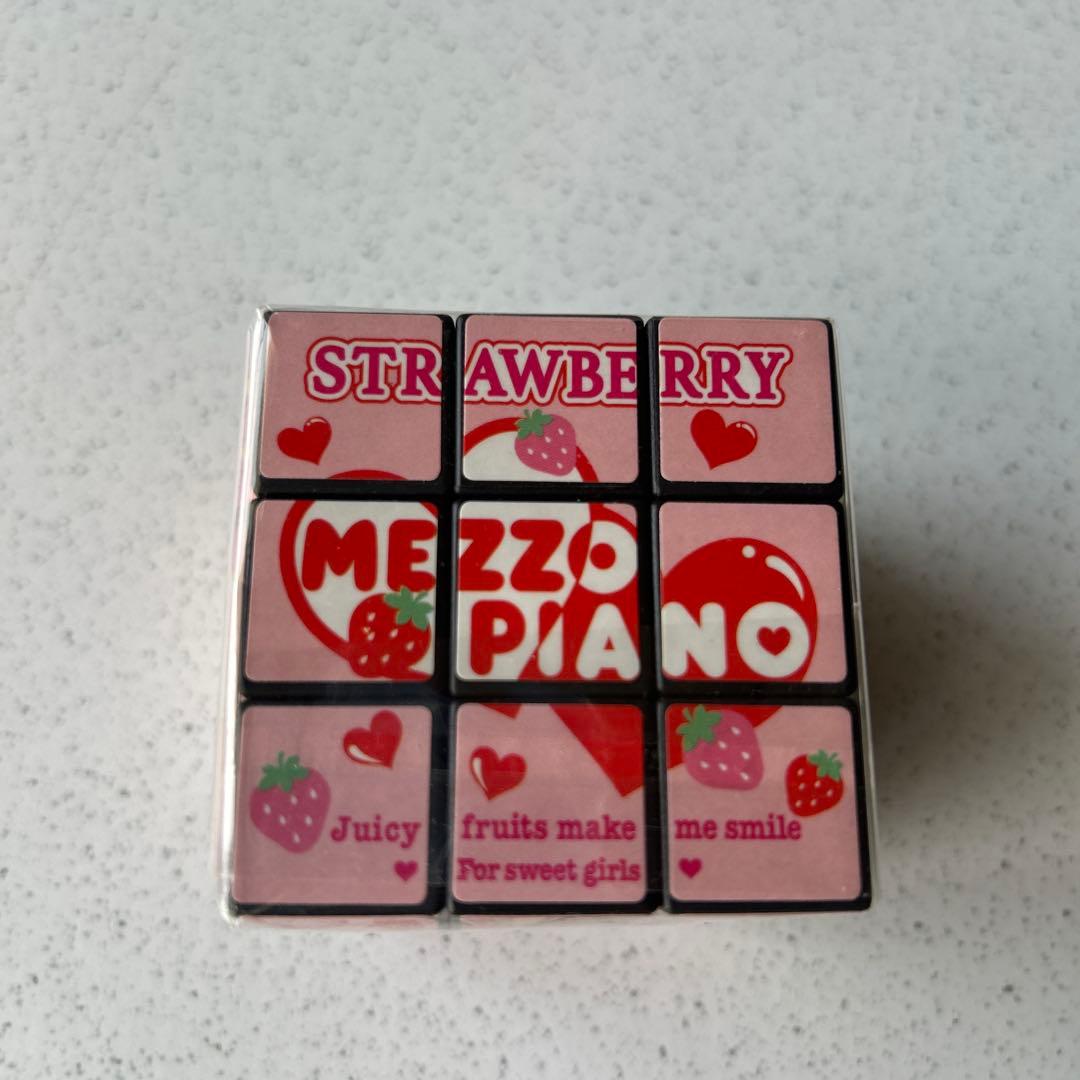 STRAWBERRY
MEZZO
PIANO
Juicy fruits make me smile
For sweet girls